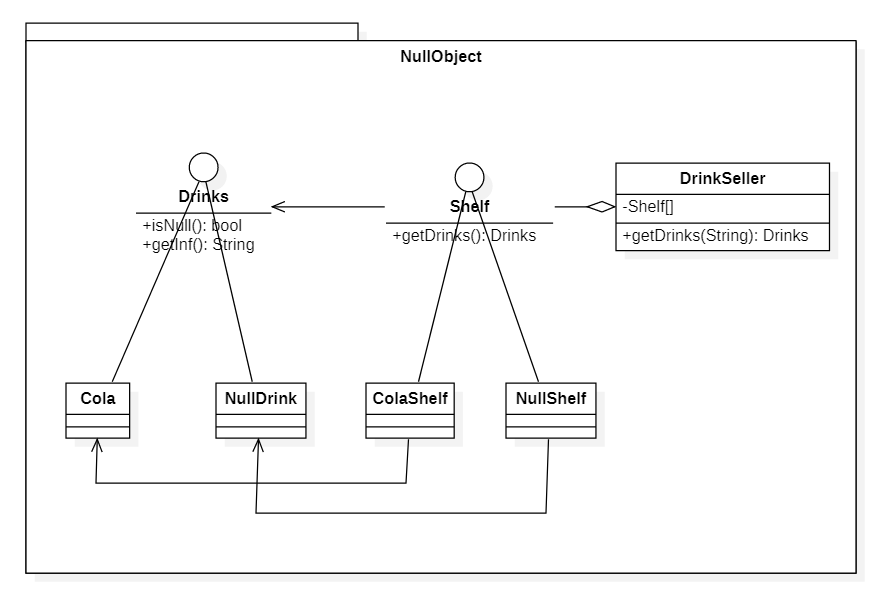 NullObject
Drinks
+isNull(): bool
+getInf(): String
Shelf
+getDrinks(): Drinks
DrinkSeller
-Shelf[]
+getDrinks(String): Drinks
Cola
NullDrink
ColaShelf
NullShelf